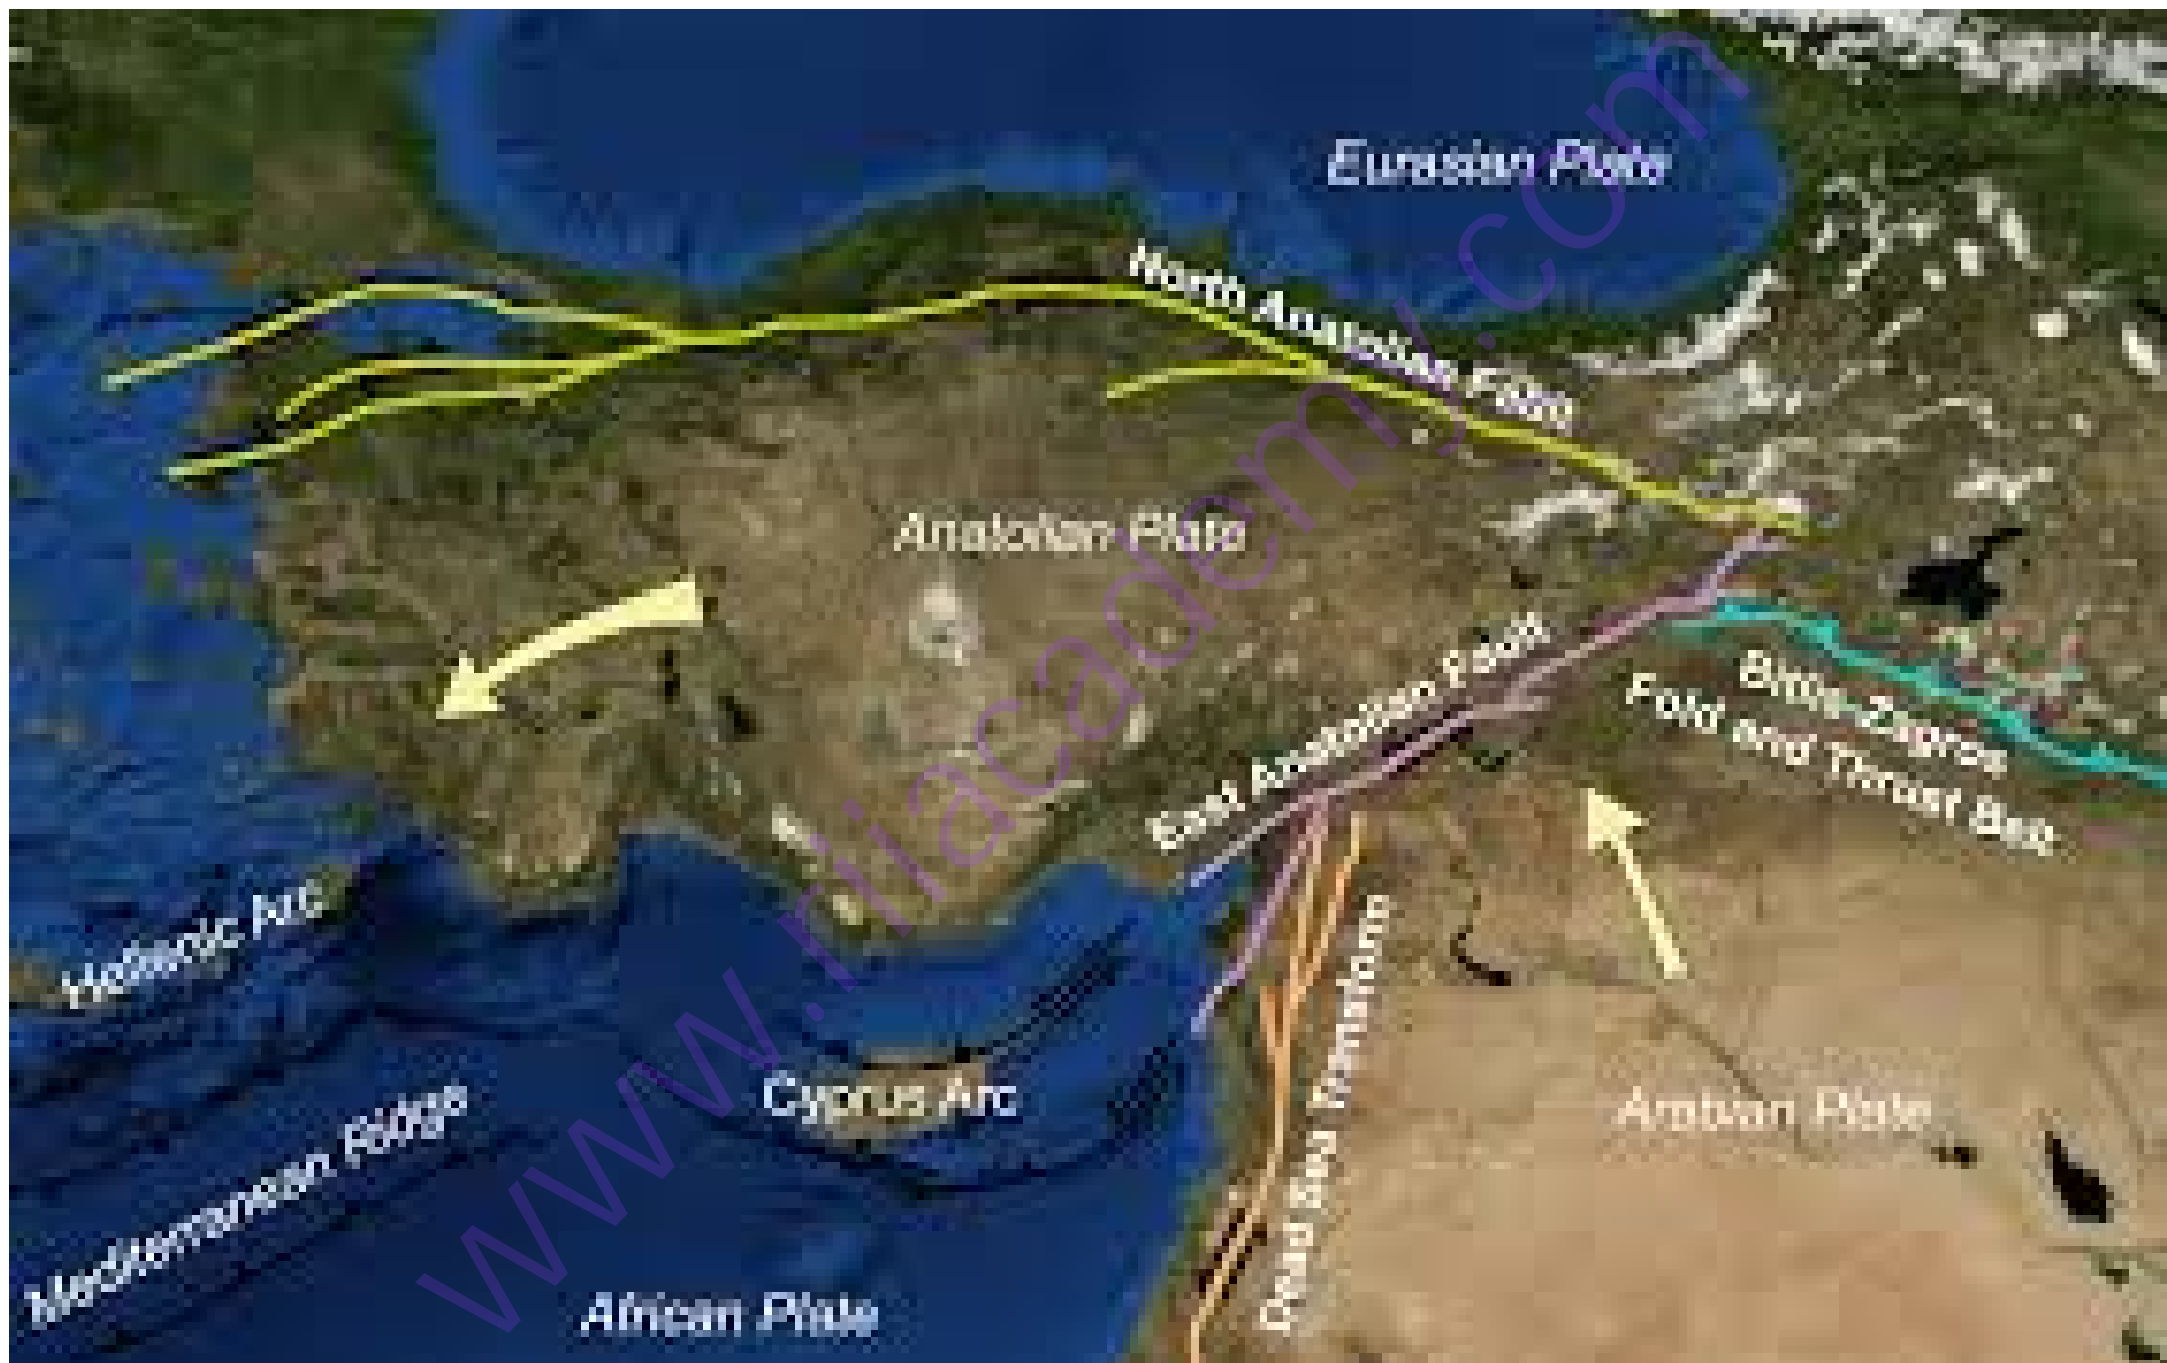 Eurasian Plate
North Anatolian Fault
Anatolian Plate
East Anatolian Fault
Bitlis-Zagros
Fold and Thrust Belt
Hellenic Arc
Cyprus Arc
Mediterranean Ridge
Dead Sea Transform
Arabian Plate
African Plate
www.rijacademy.com